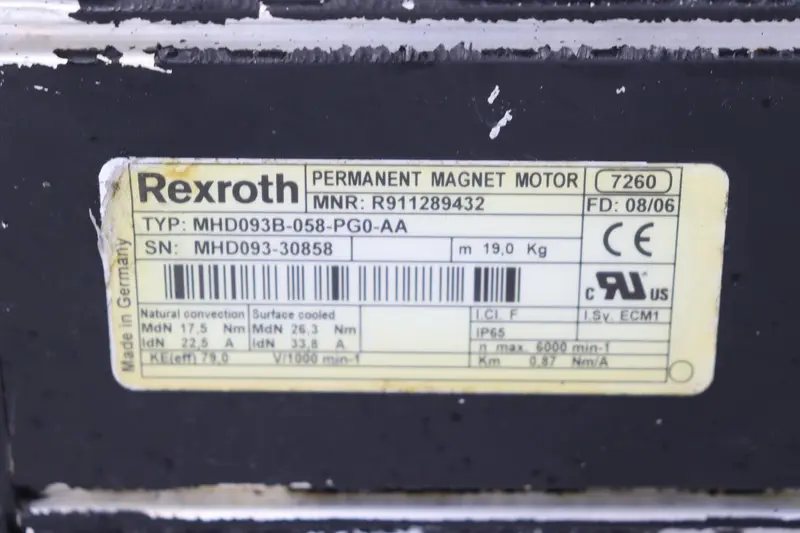 Rexroth
PERMANENT MAGNET MOTOR
7260
MNR: R911289432
FD: 08/06
TYP: MHD093B-058-PG0-AA
SN: MHD093-30858
m 19,0 Kg
CE
c RU US
Made in Germany
Natural convection
Surface cooled
I.Cl. F
I.Sy. ECM1
MdN 17,5 Nm
MdN 26,3 Nm
IP65
IdN 22,5 A
IdN 33,8 A
n max. 6000 min-1
KE(eff) 79,0 V/1000 min-1
Km 0,87 Nm/A